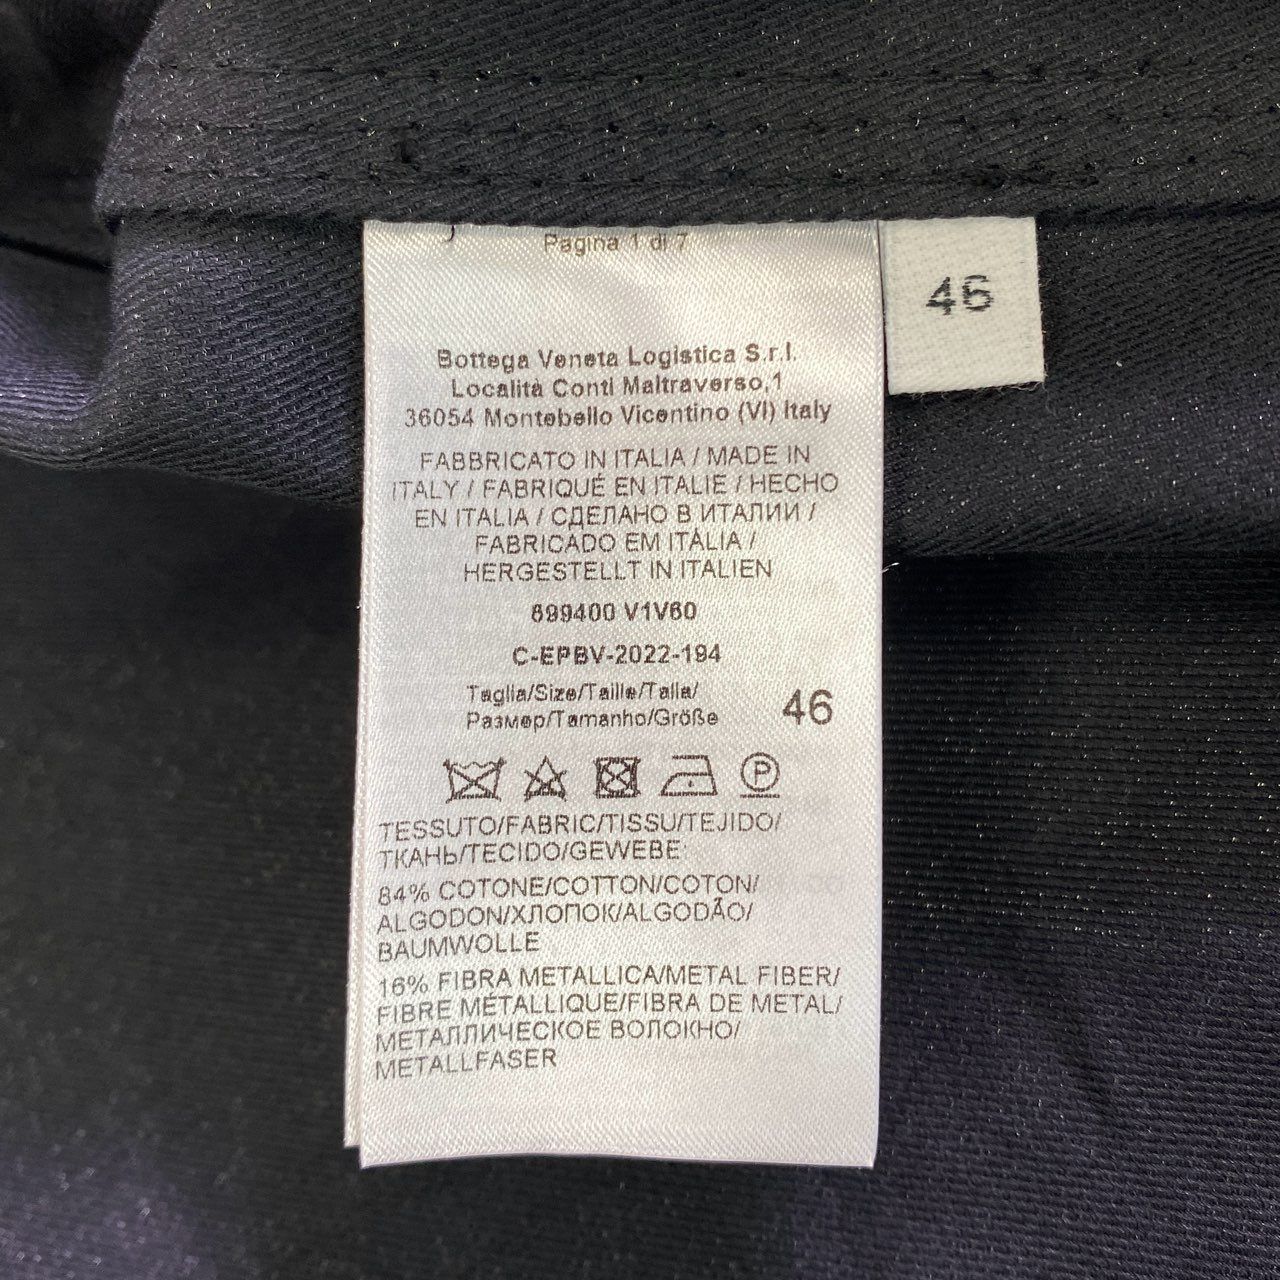 Pagina 1 di 7
46
Bottega Veneta Logistica S.r.l.
Località Conti Maltraverso,1
36054 Montebello Vicentino (VI) Italy
FABBRICATO IN ITALIA / MADE IN
ITALY / FABRIQUÉ EN ITALIE / HECHO
EN ITALIA / СДЕЛАНО В ИТАЛИИ /
FABRICADO EM ITÁLIA /
HERGESTELLT IN ITALIEN
699400 V1V60
C-EPBV-2022-194
Taglia/Size/Taille/Talla/
Размер/Tamanho/Größe
46
P
TESSUTO/FABRIC/TISSU/TEJIDO/
ТКАНЬ/TECIDO/GEWEBE:
84% COTONE/COTTON/COTON/
ALGODON/ХЛОПОК/ALGODÃO/
BAUMWOLLE
16% FIBRA METALLICA/METAL FIBER/
FIBRE MÉTALLIQUE/FIBRA DE METAL/
МЕТАЛЛИЧЕСКОЕ ВОЛОКНО/
METALLFASER